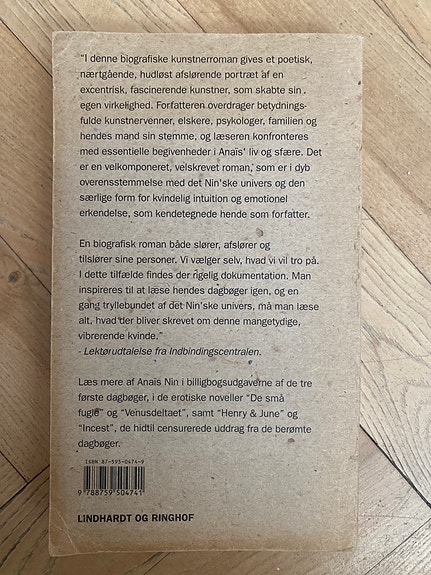 "I denne biografiske kunstnerroman gives et poetisk,
nærtgående, hudløst afslørende portræt af en
excentrisk, fascinerende kunstner, som skabte sin
egen virkelighed. Forfatteren overdrager betydnings-
fulde kunstnervenner, elskere, psykologer, familien og
hendes mand sin stemme, og læseren konfronteres
med essentielle begivenheder i Anaïs' liv og sfære. Det
er en velkomponeret, velskrevet roman, som er i dyb
overensstemmelse med det Nin'ske univers og den
særlige form for kvindelig intuition og emotionel
erkendelse, som kendetegnede hende som forfatter.
En biografisk roman både slører, afslører og
tilslører sine personer. Vi vælger selv, hvad vi vil tro på.
I dette tilfælde findes der rigelig dokumentation. Man
inspireres til at læse hendes dagbøger igen, og en
gang tryllebundet af det Nin'ske univers, må man læse
alt, hvad der bliver skrevet om denne mangetydige,
vibrerende kvinde."
- Lektørudtalelse fra Indbindingscentralen.
Læs mere af Anaïs Nin i billigbogsudgaverne af de tre
første dagbøger, i de erotiske noveller "De små
fugle" og "Venusdeltaet", samt "Henry & June" og
"Incest", de hidtil censurerede uddrag fra de berømte
dagbøger.
ISBN 87-595-0474-9
9 788759 504741
LINDHARDT OG RINGHOF